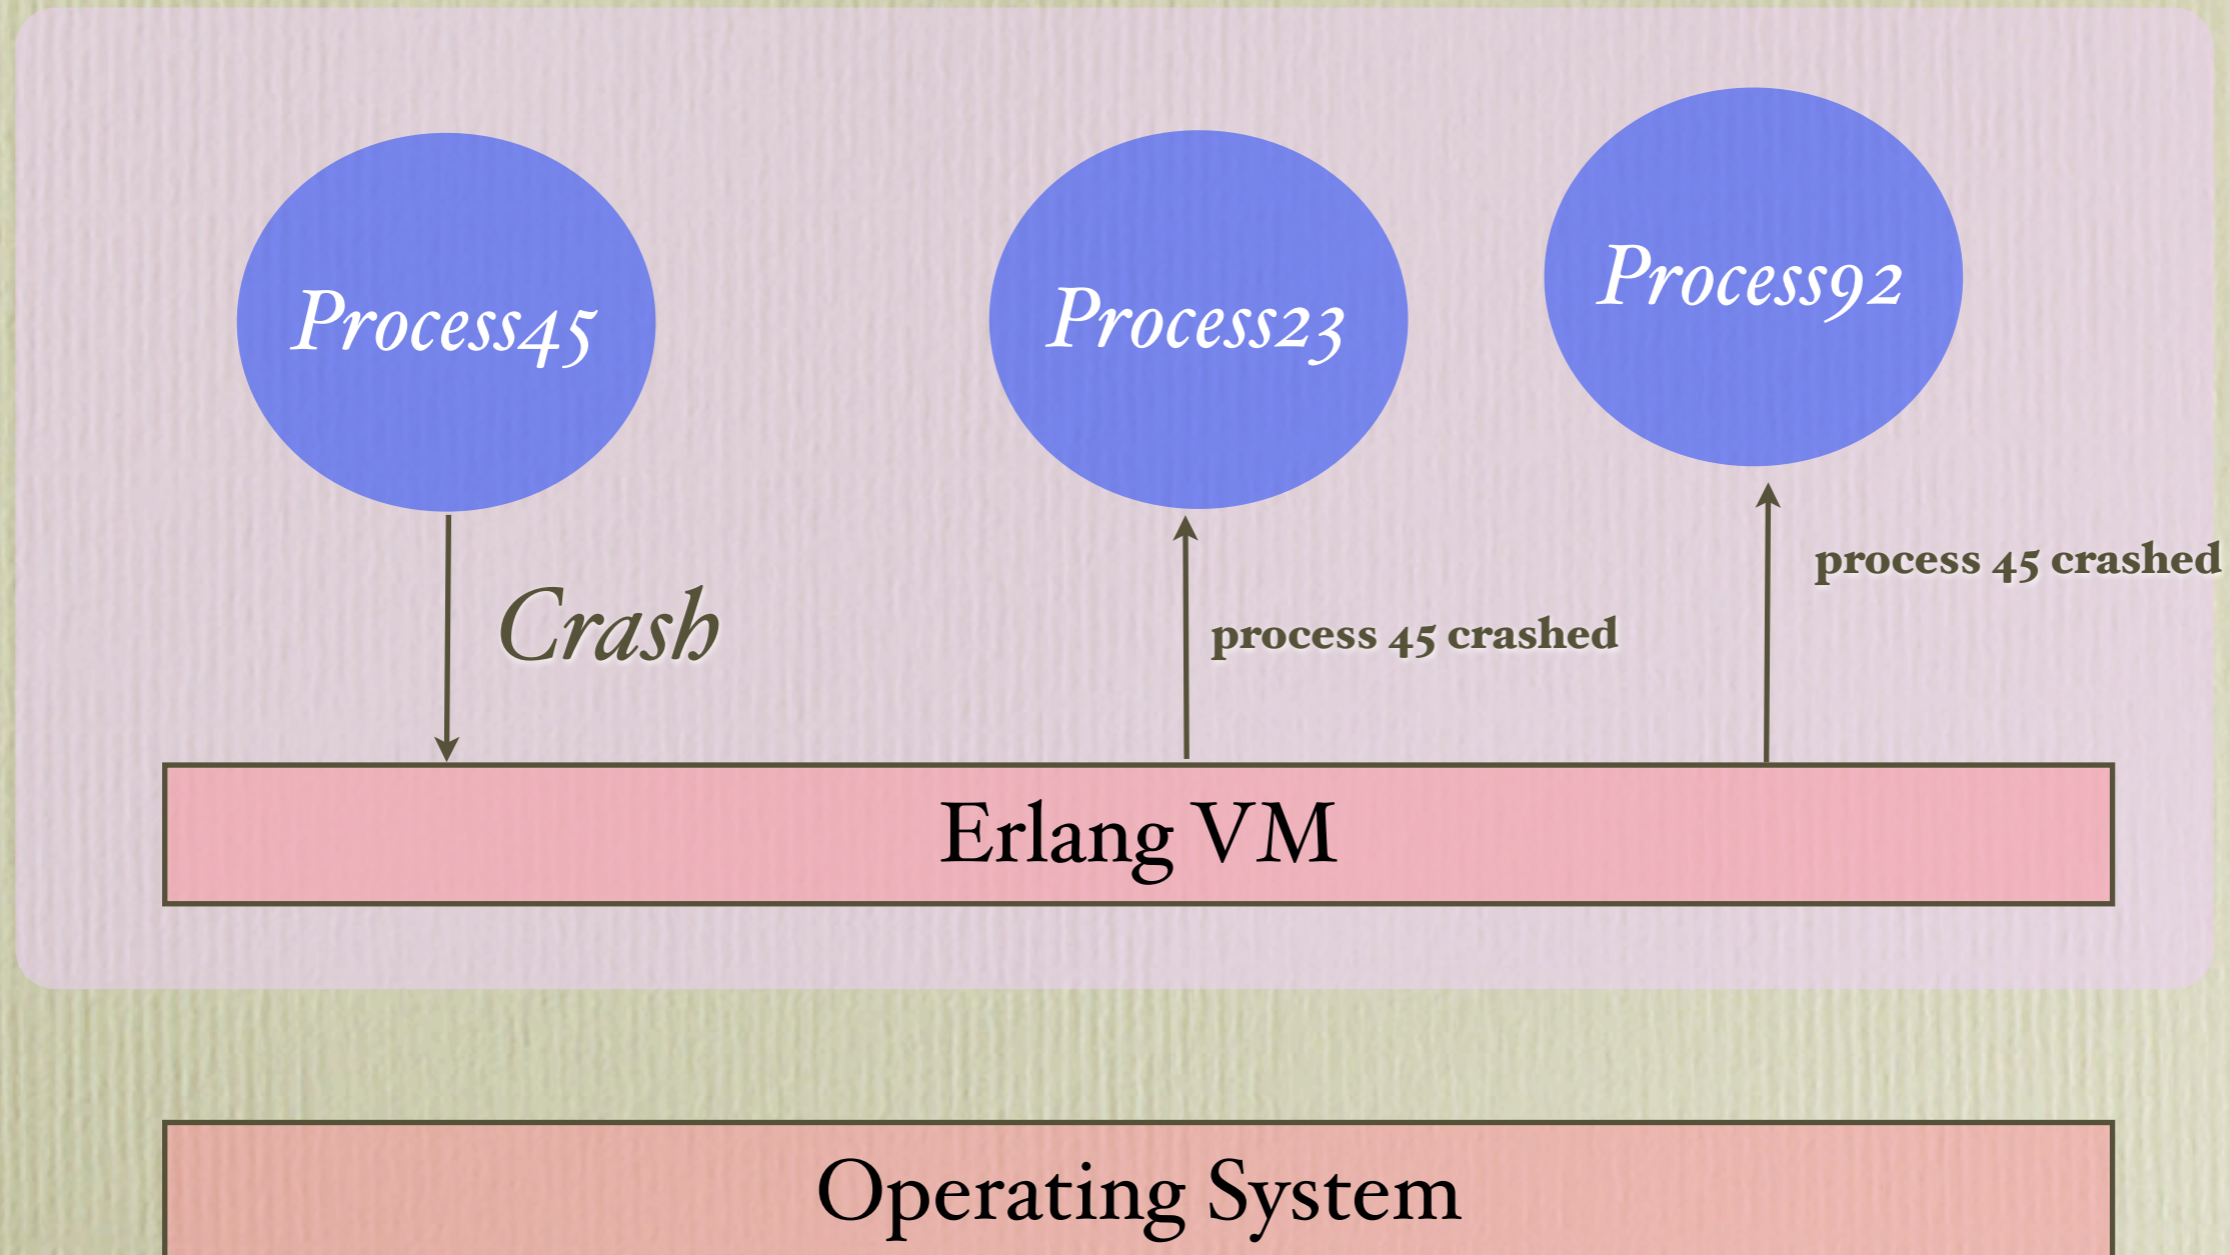 Process45
Process23
Process92
Crash
process 45 crashed
process 45 crashed
Erlang VM
Operating System